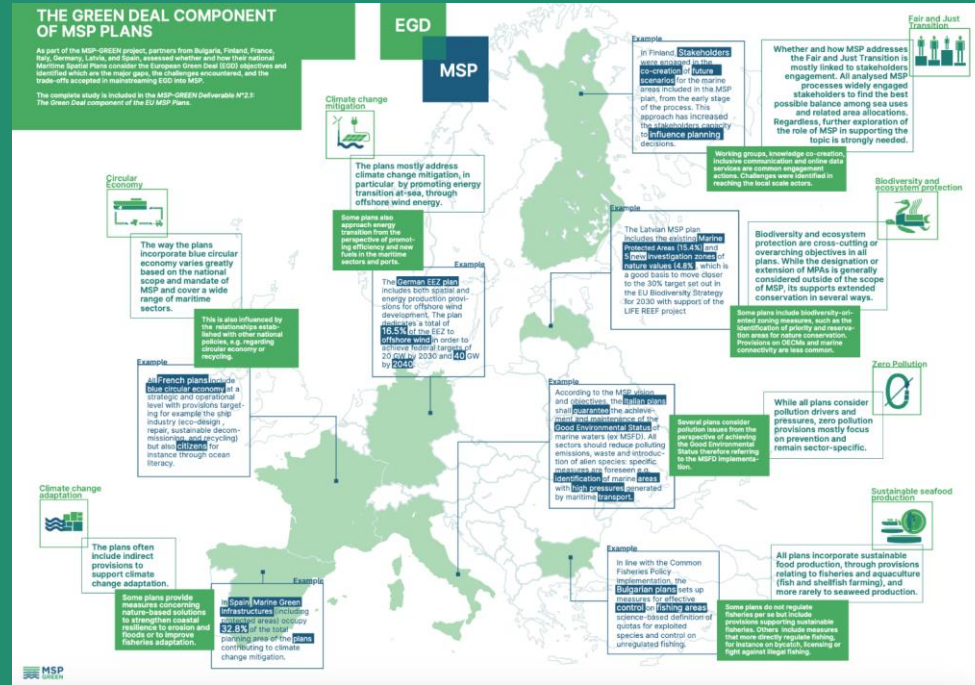 THE GREEN DEAL COMPONENT
OF MSP PLANS
As part of the MSP-GREEN project, partners from Bulgaria, Finland, France,
Italy, Germany, Latvia, and Spain, assessed whether and how their national
Maritime Spatial Plans consider the European Green Deal (EGD) objectives and
identified which are the major gaps, the challenges encountered, and the
trade-offs accepted in mainstreaming EGD into MSP.
The complete study is included in the MSP-GREEN Deliverable N°2.1:
The Green Deal component of the EU MSP Plans.
EGD
MSP
Climate change
mitigation
The plans mostly address
climate change mitigation, in
particular by promoting energy
transition at-sea, through
offshore wind energy.
Some plans also
approach energy
transition from the
perspective of promot-
ing efficiency and new
fuels in the maritime
sectors and ports.
Example
The German EEZ plan
includes both spatial and
energy production provi-
sions for offshore wind
development. The plan
dedicates a total of
16.5% of the EEZ to
offshore wind in order to
achieve federal targets of
20 GW by 2030 and 40 GW
by 2040
Circular
Economy
The way the plans
incorporate blue circular
economy varies greatly
based on the national
scope and mandate of
MSP and cover a wide
range of maritime
sectors.
This is also influenced by
the relationships estab-
lished with other national
policies, e.g. regarding
circular economy or
recycling.
Example
All French plans include
blue circular economy at a
strategic and operational
level with provisions target-
ing for example the ship
industry (eco-design ,
repair, sustainable decom-
missioning, and recycling)
but also citizens for
instance through ocean
literacy.
Climate change
adaptation
The plans often
include indirect
provisions to
support climate
change adaptation.
Some plans provide
measures concerning
nature-based solutions
to strengthen coastal
resilience to erosion and
floods or to improve
fisheries adaptation.
Example
In Spain, Marine Green
Infrastructures (including
protected areas) occupy
32.8% of the total
planning area of the plans
contributing to climate
change mitigation.
Fair and Just
Transition
Whether and how MSP addresses
the Fair and Just Transition is
mostly linked to stakeholders
engagement. All analysed MSP
processes widely engaged
stakeholders to find the best
possible balance among sea uses
and related area allocations.
Regardless, further exploration of
the role of MSP in supporting the
topic is strongly needed.
Working groups, knowledge co-creation,
inclusive communication and online data
services are common engagement
actions. Challenges were identified in
reaching the local scale actors.
Example
In Finland, Stakeholders
were engaged in the
co-creation of future
scenarios for the marine
areas included in the MSP
plan, from the early stage
of the process. This
approach has increased
the stakeholders capacity
to influence planning
decisions.
Biodiversity and
ecosystem protection
Biodiversity and ecosystem
protection are cross-cutting or
overarching objectives in all
plans. While the designation or
extension of MPAs is generally
considered outside of the scope
of MSP, its supports extended
conservation in several ways.
Some plans include biodiversity-ori-
ented zoning measures, such as the
identification of priority and reserva-
tion areas for nature conservation.
Provisions on OECMs and marine
connectivity are less common.
Example
The Latvian MSP plan
includes the existing Marine
Protected Areas (15.4%) and
5 new investigation zones of
nature values (4.8% , which is
a good basis to move closer
to the 30% target set out in
the EU Biodiversity Strategy
for 2030 with support of the
LIFE REEF project
Zero Pollution
While all plans consider
pollution drivers and
pressures, zero pollution
provisions mostly focus
on prevention and
remain sector-specific.
Several plans consider
pollution issues from the
perspective of achieving
the Good Environmental
Status therefore referring
to the MSFD implementa-
tion.
Example
According to the MSP vision
and objectives, the Italian plans
shall guarantee the achieve-
ment and maintenance of the
Good Environmental Status of
marine waters (ex MSFD). All
sectors should reduce polluting
emissions, waste and introduc-
tion of alien species: specific
measures are foreseen e.g.
identification of marine areas
with high pressures generated
by maritime transport.
Sustainable seafood
production
All plans incorporate sustainable
food production, through provisions
relating to fisheries and aquaculture
(fish and shellfish farming), and
more rarely to seaweed production.
Some plans do not regulate
fisheries per se but include
provisions supporting sustainable
fisheries. Others include measures
that more directly regulate fishing,
for instance on bycatch, licensing or
fight against illegal fishing.
Example
In line with the Common
Fisheries Policy
Implementation, the
Bulgarian plans sets up
measures for effective
control on fishing areas
science-based definition of
quotas for exploited
species and control on
unregulated fishing.
MSP
GREEN